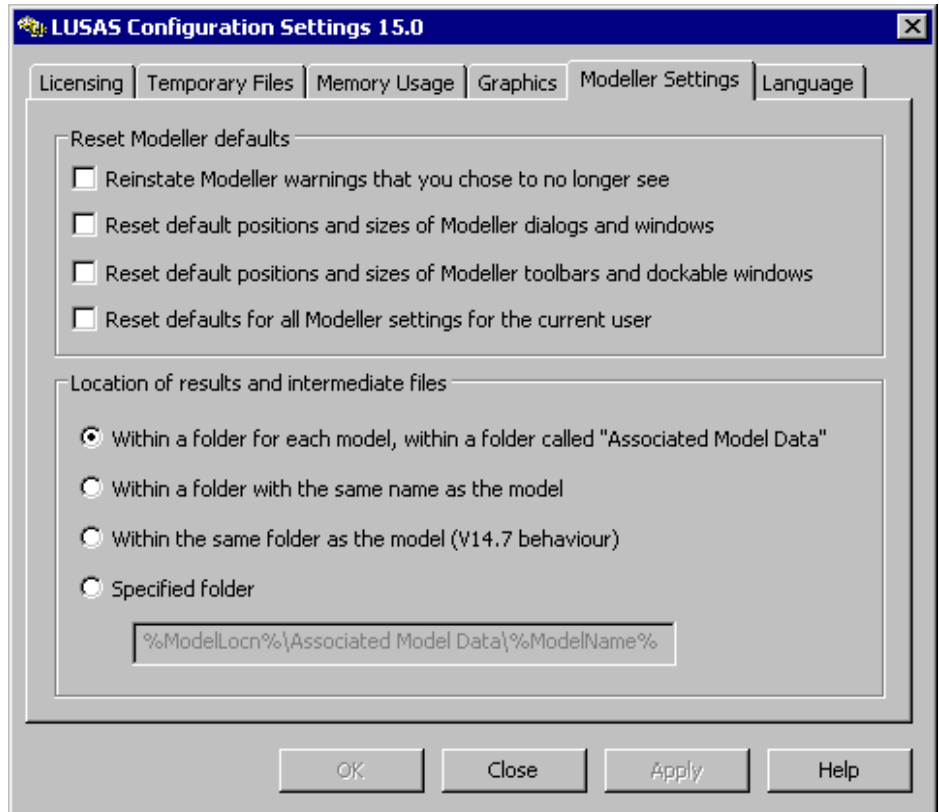 LUSAS Configuration Settings 15.0
Licensing Temporary Files Memory Usage Graphics Modeller Settings Language
Reset Modeller defaults
Reinstate Modeller warnings that you chose to no longer see
Reset default positions and sizes of Modeller dialogs and windows
Reset default positions and sizes of Modeller toolbars and dockable windows
Reset defaults for all Modeller settings for the current user
Location of results and intermediate files
Within a folder for each model, within a folder called "Associated Model Data"
Within a folder with the same name as the model
Within the same folder as the model (V14.7 behaviour)
Specified folder
%ModelLocn%\Associated Model Data\%ModelName%
OK Close Apply Help